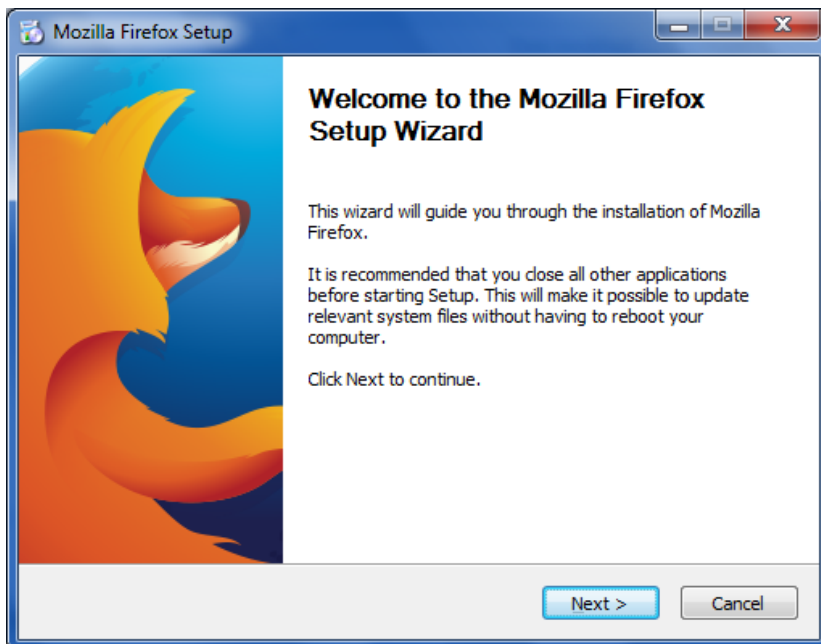 Mozilla Firefox Setup
Welcome to the Mozilla Firefox
Setup Wizard
This wizard will guide you through the installation of Mozilla
Firefox.
It is recommended that you close all other applications
before starting Setup. This will make it possible to update
relevant system files without having to reboot your
computer.
Click Next to continue.
Next >
Cancel